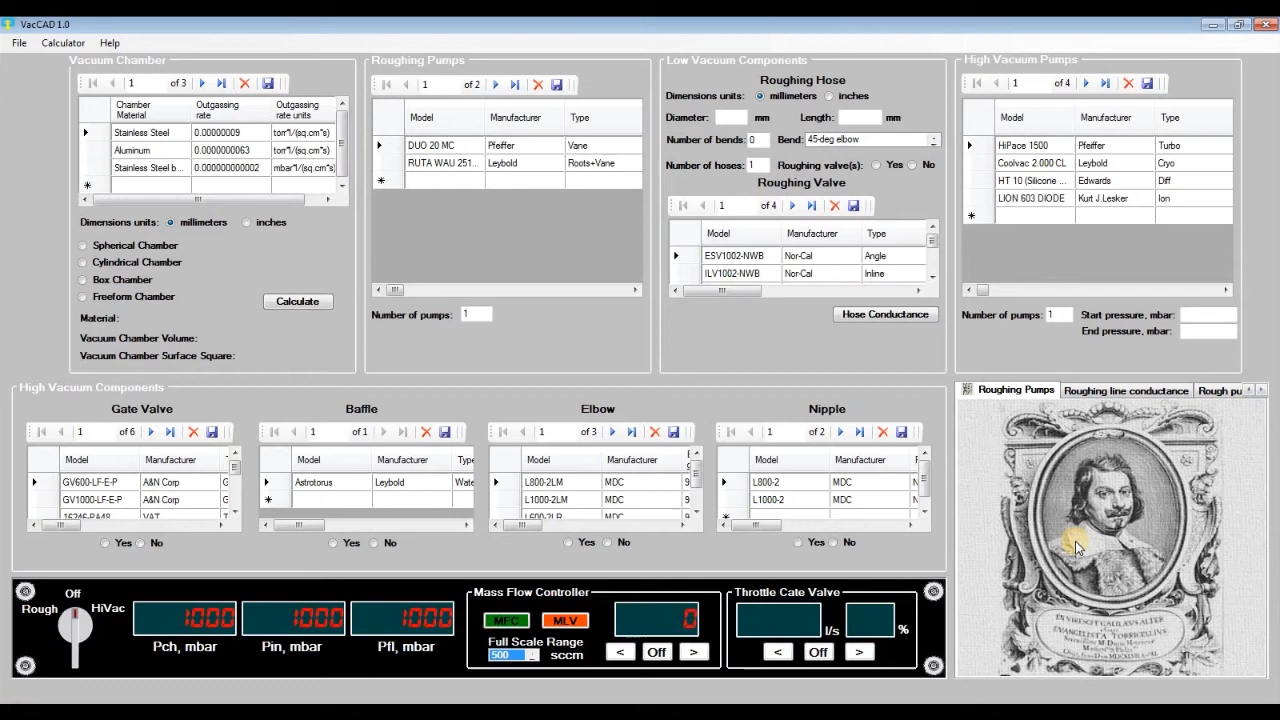 VacCAD 1.0
File Calculator Help
Vacuum Chamber
1 of 3
Chamber Material Outgassing rate Outgassing rate units
Stainless Steel 0.00000009 torr*l/(sq.cm*s)
Aluminum 0.000000063 torr*l/(sq.cm*s)
Stainless Steel b... 0.000000000002 mbar*l/(sq.cm*s)
Dimensions units: millimeters inches
Spherical Chamber
Cylindrical Chamber
Box Chamber
Freeform Chamber
Calculate
Material:
Vacuum Chamber Volume:
Vacuum Chamber Surface Square:
Roughing Pumps
1 of 2
Model Manufacturer Type
DUO 20 MC Pfeiffer Vane
RUTA WAU 251... Leybold Roots+Vane
Number of pumps: 1
Low Vacuum Components
Roughing Hose
Dimensions units: millimeters inches
Diameter: mm Length: mm
Number of bends: 0 Bend: 45-deg elbow
Number of hoses: 1 Roughing valve(s): Yes No
Roughing Valve
1 of 4
Model Manufacturer Type
ESV1002-NWB Nor-Cal Angle
ILV1002-NWB Nor-Cal Inline
Hose Conductance
High Vacuum Pumps
1 of 4
Model Manufacturer Type
HiPace 1500 Pfeiffer Turbo
Coolvac 2.000 CL Leybold Cryo
HT 10 (Silicone ... Edwards Diff
LION 603 DIODE Kurt J.Lesker Ion
Number of pumps: 1 Start pressure, mbar:
End pressure, mbar:
High Vacuum Components
Gate Valve
1 of 6
Model Manufacturer
GV600-LF-E-P A&N Corp
GV1000-LF-E-P A&N Corp
16246-PA48 VAT
Yes No
Baffle
1 of 1
Model Manufacturer Type
Astrotorus Leybold Wate
Yes No
Elbow
1 of 3
Model Manufacturer
L800-2LM MDC 9
L1000-2LM MDC 9
L600-2LR MDC
Yes No
Nipple
1 of 2
Model Manufacturer
L800-2 MDC N
L1000-2 MDC N
Yes No
Roughing Pumps Roughing line conductance Rough pu
EVANGELISTA TORRICELLIUS
Off
Rough HiVac
1000 1000 1000
Pch, mbar Pin, mbar Pfl, mbar
Mass Flow Controller
MFC MLV 0
Full Scale Range
500 sccm < Off >
Throttle Gate Valve
l/s %
< Off >